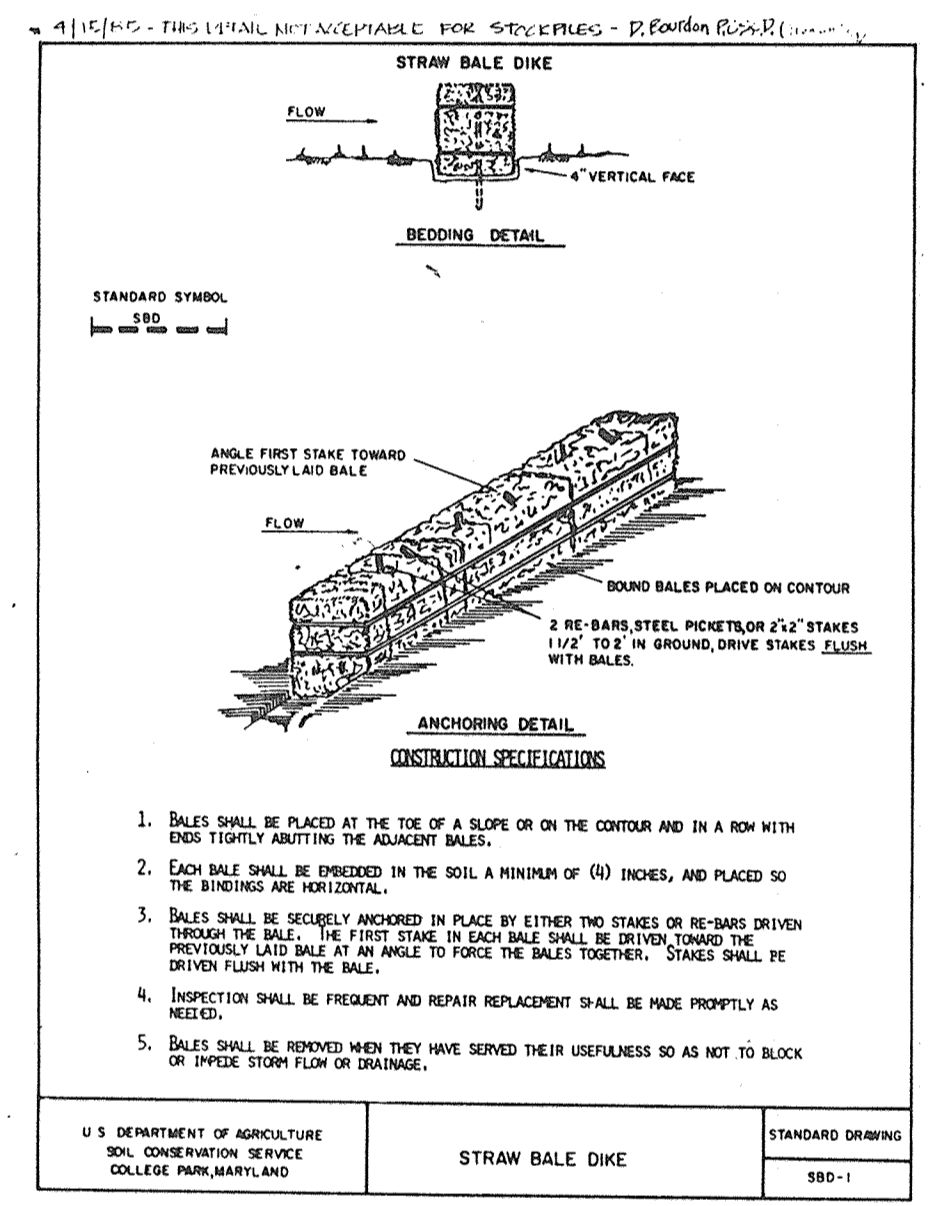 4/15/85 - THIS DETAIL NOT ACCEPTABLE FOR STOCKPILES - D. Bourdon
STRAW BALE DIKE
FLOW
4" VERTICAL FACE
BEDDING DETAIL
STANDARD SYMBOL
SBD
ANGLE FIRST STAKE TOWARD
PREVIOUSLY LAID BALE
FLOW
BOUND BALES PLACED ON CONTOUR
2 RE-BARS, STEEL PICKETS, OR 2"x2" STAKES
1 1/2' TO 2' IN GROUND, DRIVE STAKES FLUSH
WITH BALES.
ANCHORING DETAIL
CONSTRUCTION SPECIFICATIONS
1. BALES SHALL BE PLACED AT THE TOE OF A SLOPE OR ON THE CONTOUR AND IN A ROW WITH
ENDS TIGHTLY ABUTTING THE ADJACENT BALES.
2. EACH BALE SHALL BE EMBEDDED IN THE SOIL A MINIMUM OF (4) INCHES, AND PLACED SO
THE BINDINGS ARE HORIZONTAL.
3. BALES SHALL BE SECURELY ANCHORED IN PLACE BY EITHER TWO STAKES OR RE-BARS DRIVEN
THROUGH THE BALE. THE FIRST STAKE IN EACH BALE SHALL BE DRIVEN TOWARD THE
PREVIOUSLY LAID BALE AT AN ANGLE TO FORCE THE BALES TOGETHER. STAKES SHALL BE
DRIVEN FLUSH WITH THE BALE.
4. INSPECTION SHALL BE FREQUENT AND REPAIR REPLACEMENT SHALL BE MADE PROMPTLY AS
NEEDED.
5. BALES SHALL BE REMOVED WHEN THEY HAVE SERVED THEIR USEFULNESS SO AS NOT TO BLOCK
OR IMPEDE STORM FLOW OR DRAINAGE.
U S DEPARTMENT OF AGRICULTURE
SOIL CONSERVATION SERVICE
COLLEGE PARK, MARYLAND
STRAW BALE DIKE
STANDARD DRAWING
SBD-1